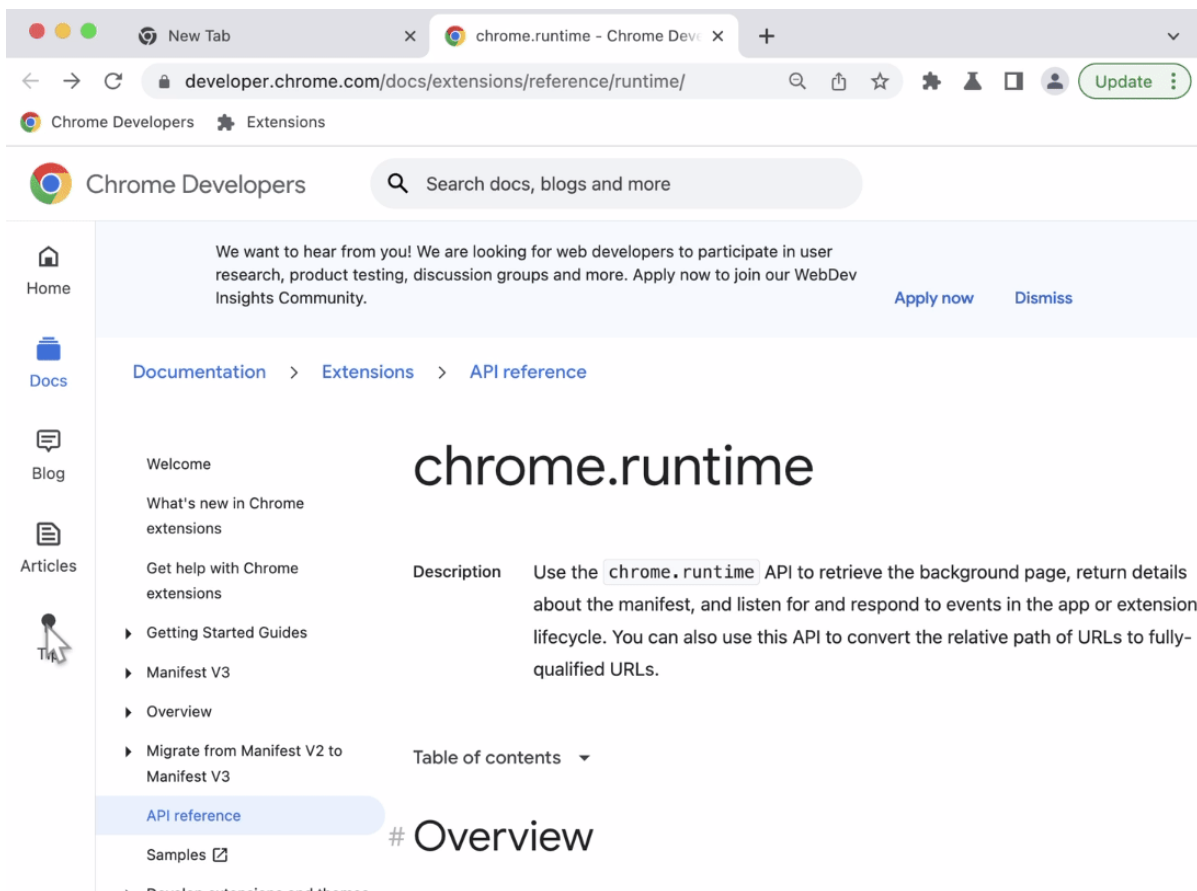 New Tab
chrome.runtime - Chrome Deve
developer.chrome.com/docs/extensions/reference/runtime/
Update
Chrome Developers
Extensions
Chrome Developers
Search docs, blogs and more
We want to hear from you! We are looking for web developers to participate in user
research, product testing, discussion groups and more. Apply now to join our WebDev
Insights Community.
Apply now
Dismiss
Home
Docs
Blog
Articles
Documentation > Extensions > API reference
Welcome
What's new in Chrome
extensions
Get help with Chrome
extensions
Getting Started Guides
Manifest V3
Overview
Migrate from Manifest V2 to
Manifest V3
API reference
Samples
chrome.runtime
Description
Use the chrome.runtime API to retrieve the background page, return details
about the manifest, and listen for and respond to events in the app or extension
lifecycle. You can also use this API to convert the relative path of URLs to fully-
qualified URLs.
Table of contents
# Overview